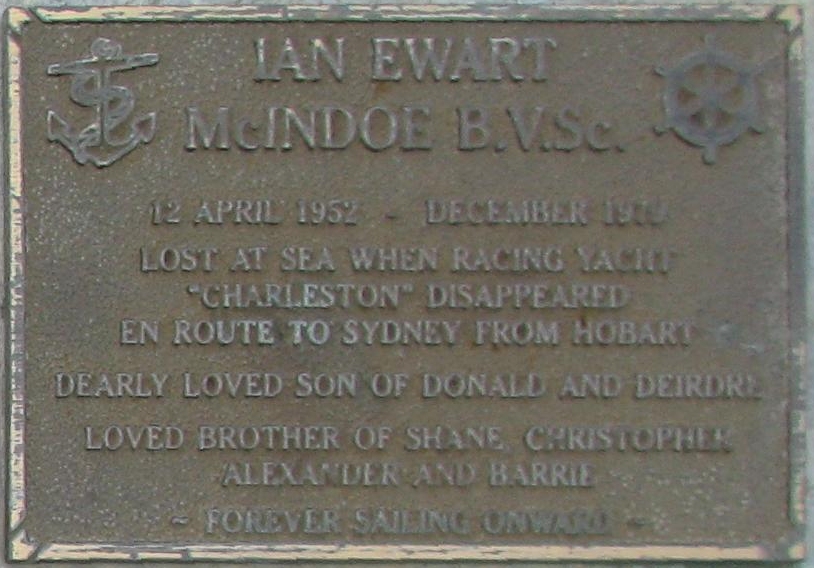 IAN EWART
McINDOE B.V.Sc.
12 APRIL 1952 - DECEMBER 1979
LOST AT SEA WHEN RACING YACHT
"CHARLESTON" DISAPPEARED
EN ROUTE TO SYDNEY FROM HOBART
DEARLY LOVED SON OF DONALD AND DEIRDRE
LOVED BROTHER OF SHANE, CHRISTOPHER
ALEXANDER AND BARRIE
~ FOREVER SAILING ONWARD ~